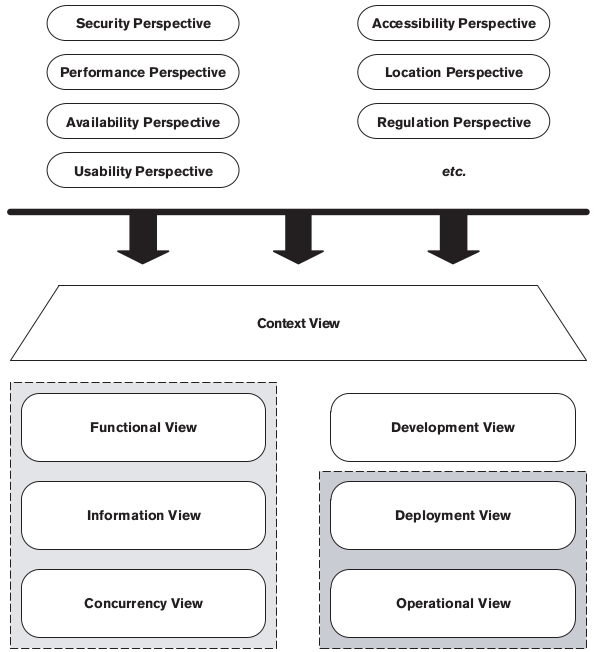 Security Perspective
Accessibility Perspective
Performance Perspective
Location Perspective
Availability Perspective
Regulation Perspective
Usability Perspective
etc.
Context View
Functional View
Development View
Information View
Deployment View
Concurrency View
Operational View